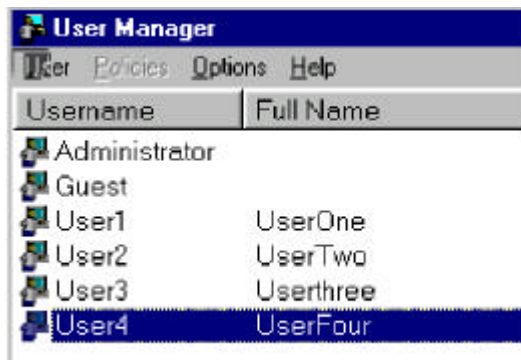 User Manager
User Policies Options Help
Username Full Name
Administrator
Guest
User1 UserOne
User2 UserTwo
User3 Userthree
User4 UserFour